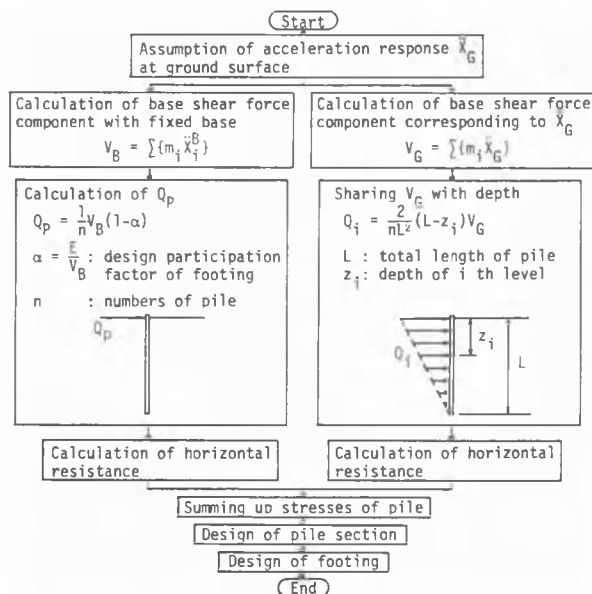 Start
Assumption of acceleration response Ẍ_G
at ground surface
Calculation of base shear force
component with fixed base
V_B = ∑{m_i Ẍ_i^B}
Calculation of base shear force
component corresponding to Ẍ_G
V_G = ∑{m_i Ẍ_G}
Calculation of Q_p
Q_p = 1/n V_B(1-α)
α = E/V_B : design participation
factor of footing
n : numbers of pile
Q_p
Sharing V_G with depth
Q_i = 2/nL² (L-z_i)V_G
L : total length of pile
z_i: depth of i th level
Q_i
z_i
L
Calculation of horizontal
resistance
Calculation of horizontal
resistance
Summing up stresses of pile
Design of pile section
Design of footing
End